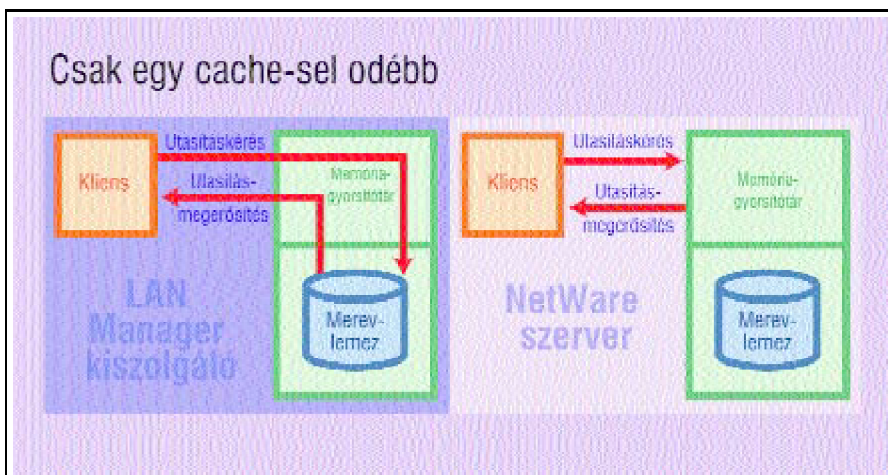 Csak egy cache-sel odébb
Kliens
Utasításkérés
Utasítás-
megerősítés
Memória-
gyorsítótár
Merev-
lemez
LAN
Manager
kiszolgáló
Kliens
Utasításkérés
Utasítás-
megerősítés
Memória-
gyorsítótár
Merev-
lemez
NetWare
szerver